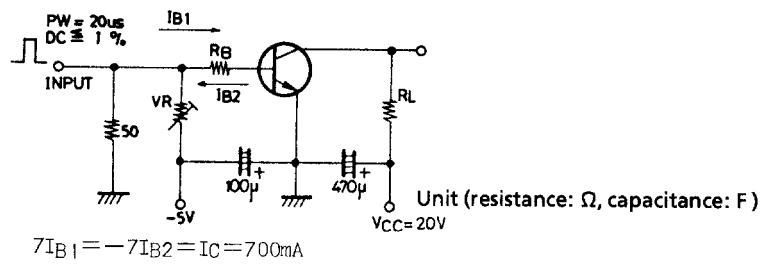 PW = 20us
DC ≦ 1 %
IB1
RB
INPUT
IB2
VR
RL
50
100μ +
470μ +
-5V
VCC = 20V
Unit (resistance: Ω, capacitance: F )
7IB1 = -7IB2 = IC = 700mA